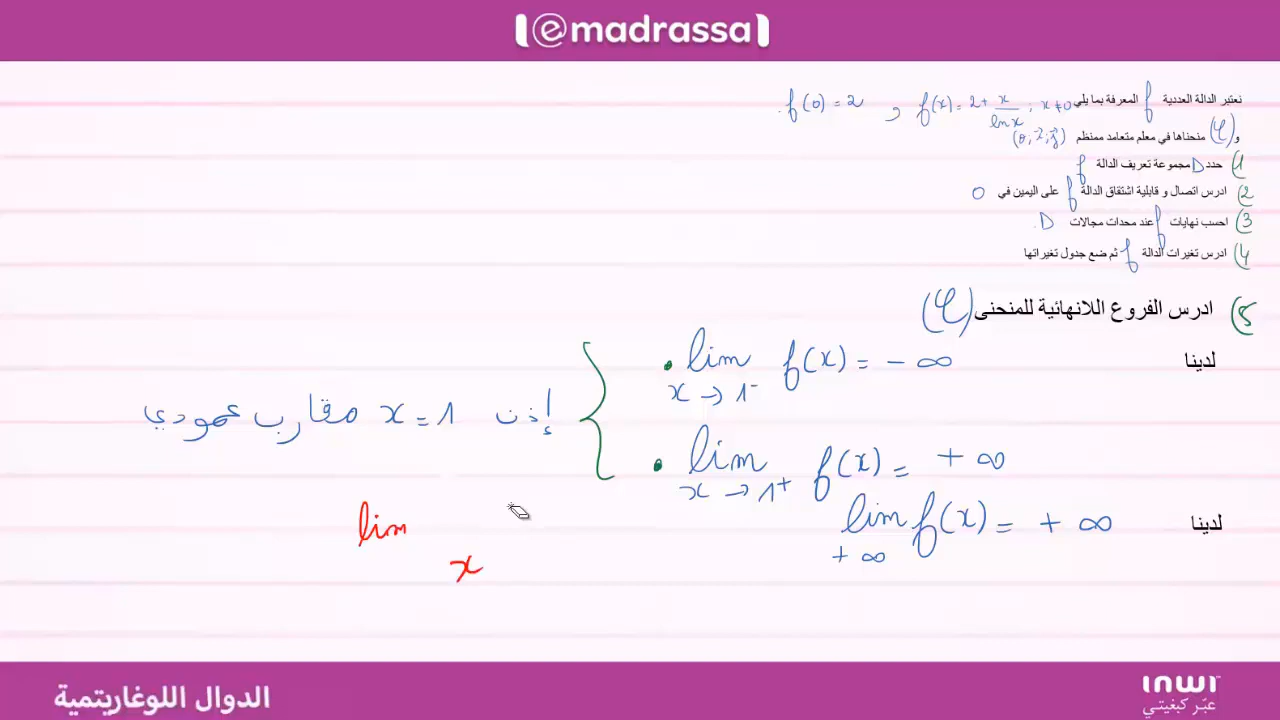 @madrassa
نعتبر الدالة العددية f المعرفة بما يلي f(x) = 2 + x/ln x ; x ≠ 0 و f(0) = 2
و (C) منحناها في معلم متعامد ممنظم (o, i, j)
1) حدد D مجموعة تعريف الدالة f
2) ادرس اتصال و قابلية اشتقاق الدالة f على اليمين في 0
3) احسب نهايات f عند محدات مجالات D.
4) ادرس تغيرات الدالة f ثم ضع جدول تغيراتها
5) ادرس الفروع اللانهائية للمنحنى (C)
لدينا • lim f(x) = - ∞
x → 1-
إذن x = 1 مقارب عمودي
• lim f(x) = + ∞
x → 1+
لدينا lim f(x) = + ∞
+ ∞
lim
x
الدوال اللوغاريتمية
inwi
عبّر كيفيتي